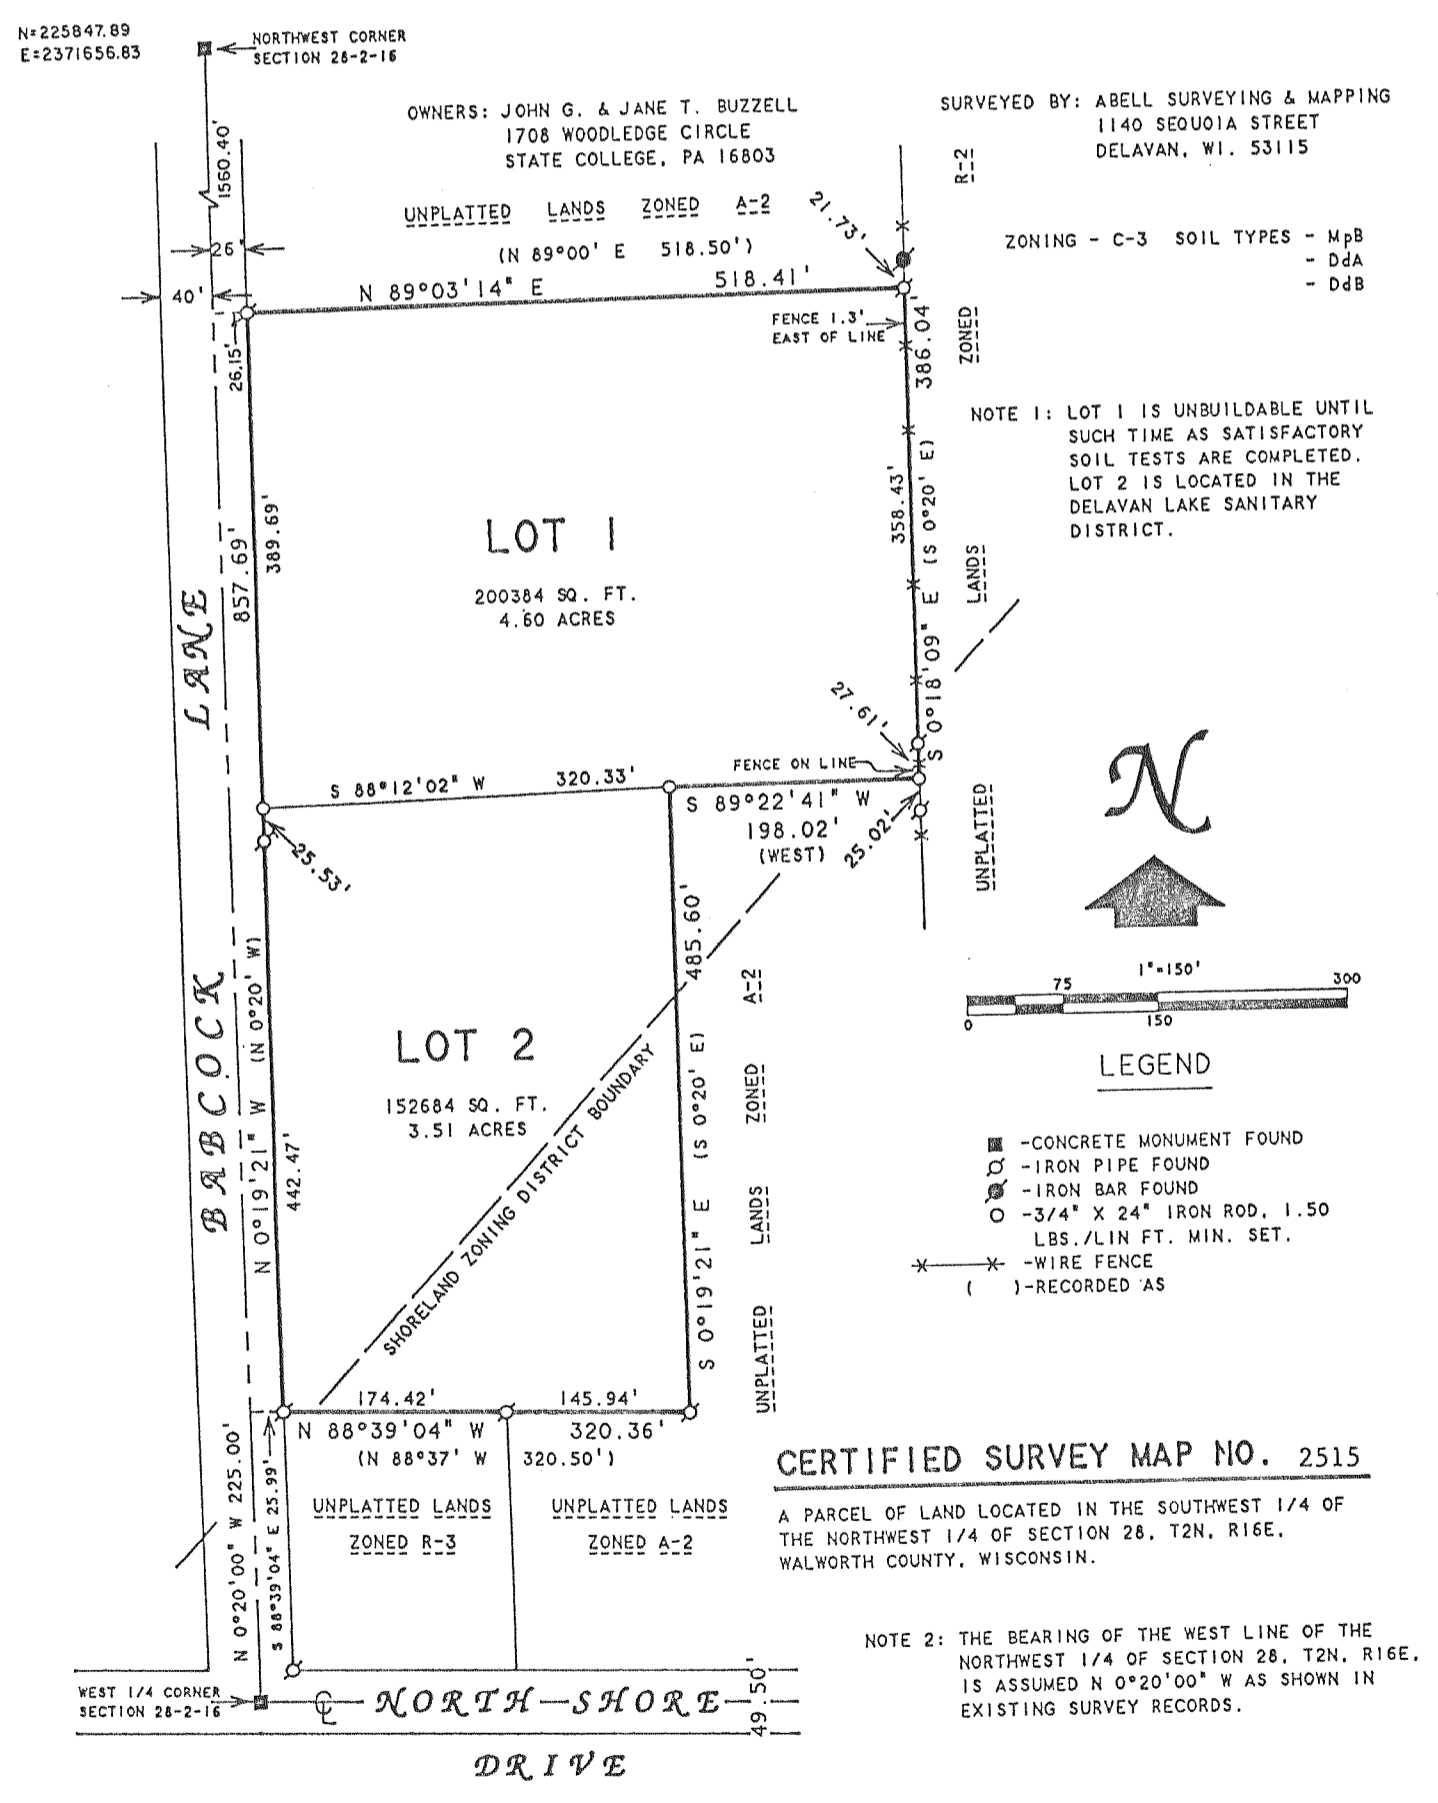 N=225847.89
E=2371656.83
NORTHWEST CORNER
SECTION 28-2-16
OWNERS: JOHN G. & JANE T. BUZZELL
1708 WOODLEDGE CIRCLE
STATE COLLEGE, PA 16803
SURVEYED BY: ABELL SURVEYING & MAPPING
1140 SEQUOIA STREET
DELAVAN, WI. 53115
1560.40'
R-2
UNPLATTED LANDS ZONED A-2
21.73'
ZONING - C-3 SOIL TYPES - MpB
- DdA
- DdB
26'
(N 89°00' E 518.50')
40'
N 89°03'14" E 518.41'
FENCE 1.3'
EAST OF LINE
386.04'
ZONED
26.15'
NOTE 1: LOT 1 IS UNBUILDABLE UNTIL
SUCH TIME AS SATISFACTORY
SOIL TESTS ARE COMPLETED.
LOT 2 IS LOCATED IN THE
DELAVAN LAKE SANITARY
DISTRICT.
857.69'
389.69'
LOT 1
200384 SQ. FT.
4.60 ACRES
358.43'
S 0°18'09" E (S 0°20' E)
LANDS
BABCOCK LANE
27.61'
FENCE ON LINE
S 88°12'02" W 320.33'
S 89°22'41" W
198.02'
(WEST)
25.02'
UNPLATTED
N
25.53'
485.60'
N 0°19'21" W (N 0°20' W)
A-2
1"=150'
75 300
0 150
LOT 2
152684 SQ. FT.
3.51 ACRES
SHORELAND ZONING DISTRICT BOUNDARY
S 0°19'21" E (S 0°20' E)
ZONED
LANDS
UNPLATTED
442.47'
LEGEND
-CONCRETE MONUMENT FOUND
-IRON PIPE FOUND
-IRON BAR FOUND
-3/4" X 24" IRON ROD, 1.50
LBS./LIN FT. MIN. SET.
-WIRE FENCE
( )-RECORDED AS
174.42' 145.94'
N 88°39'04" W 320.36'
(N 88°37' W 320.50')
N 0°20'00" W 225.00'
S 88°39'04" E 25.99'
UNPLATTED LANDS
ZONED R-3
UNPLATTED LANDS
ZONED A-2
CERTIFIED SURVEY MAP NO. 2515
A PARCEL OF LAND LOCATED IN THE SOUTHWEST 1/4 OF
THE NORTHWEST 1/4 OF SECTION 28, T2N, R16E,
WALWORTH COUNTY, WISCONSIN.
NOTE 2: THE BEARING OF THE WEST LINE OF THE
NORTHWEST 1/4 OF SECTION 28, T2N, R16E,
IS ASSUMED N 0°20'00" W AS SHOWN IN
EXISTING SURVEY RECORDS.
WEST 1/4 CORNER
SECTION 28-2-16
CL NORTH SHORE
DRIVE
49.50'